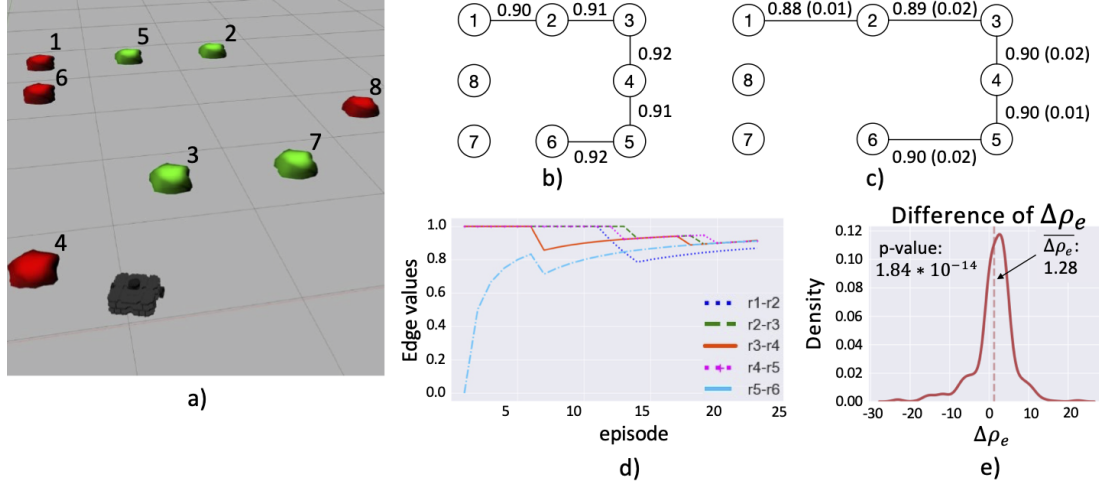 1
5
2
6
8
3
7
4
a)
1 0.90 2 0.91 3
0.92
8 4
0.91
7 6 0.92 5
b)
1 0.88 (0.01) 2 0.89 (0.02) 3
0.90 (0.02)
8 4
0.90 (0.01)
7 6 0.90 (0.02) 5
c)
Edge values
1.0
0.8
0.6
0.4
0.2
0.0
r1-r2
r2-r3
r3-r4
r4-r5
r5-r6
5 10 15 20 25
episode
d)
Difference of Δρₑ
p-value:
1.84 * 10⁻¹⁴
Δρₑ:
1.28
Density
0.12
0.10
0.08
0.06
0.04
0.02
0.00
-30 -20 -10 0 10 20
Δρₑ
e)